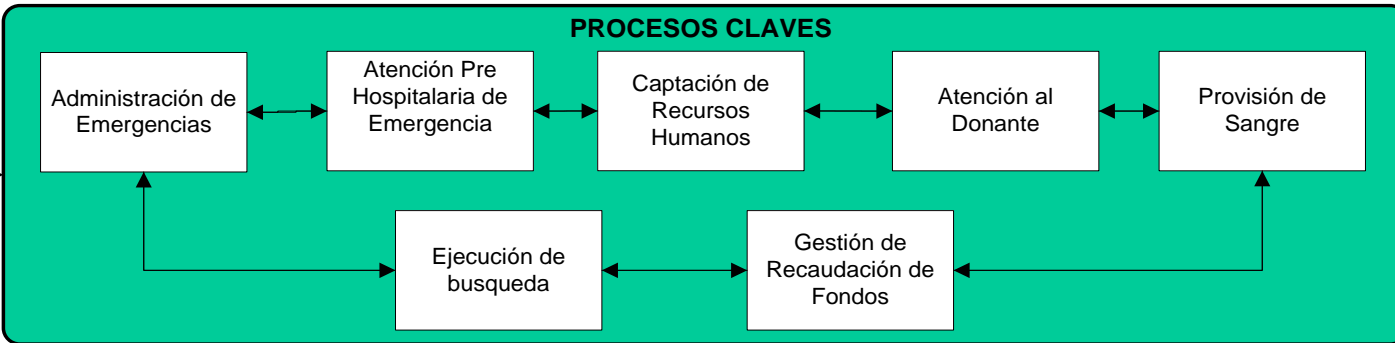 PROCESOS CLAVES
Administración de
Emergencias
Atención Pre
Hospitalaria de
Emergencia
Captación de
Recursos
Humanos
Atención al
Donante
Provisión de
Sangre
Ejecución de
busqueda
Gestión de
Recaudación de
Fondos